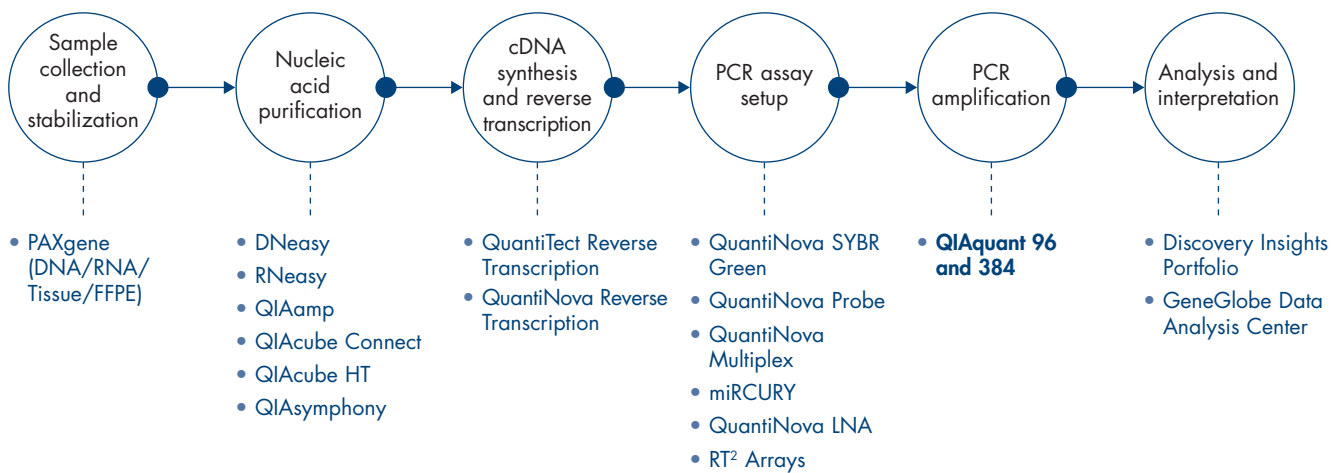 Sample
collection
and
stabilization
Nucleic
acid
purification
cDNA
synthesis
and reverse
transcription
PCR assay
setup
PCR
amplification
Analysis and
interpretation
• PAXgene
(DNA/RNA/
Tissue/FFPE)
• DNeasy
• RNeasy
• QIAamp
• QIAcube Connect
• QIAcube HT
• QIAsymphony
• QuantiTect Reverse
Transcription
• QuantiNova Reverse
Transcription
• QuantiNova SYBR
Green
• QuantiNova Probe
• QuantiNova
Multiplex
• miRCURY
• QuantiNova LNA
• RT² Arrays
• QIAquant 96
and 384
• Discovery Insights
Portfolio
• GeneGlobe Data
Analysis Center